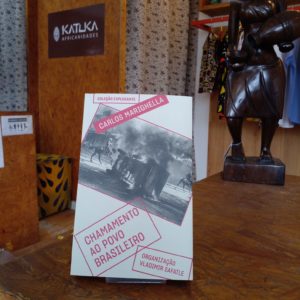 KATUKA
AFRICANIDADES
COLEÇÃO EXPLOSANTE
CARLOS MARIGHELLA
CHAMAMENTO
AO POVO
BRASILEIRO
ORGANIZAÇÃO
VLADIMIR SAFATLE